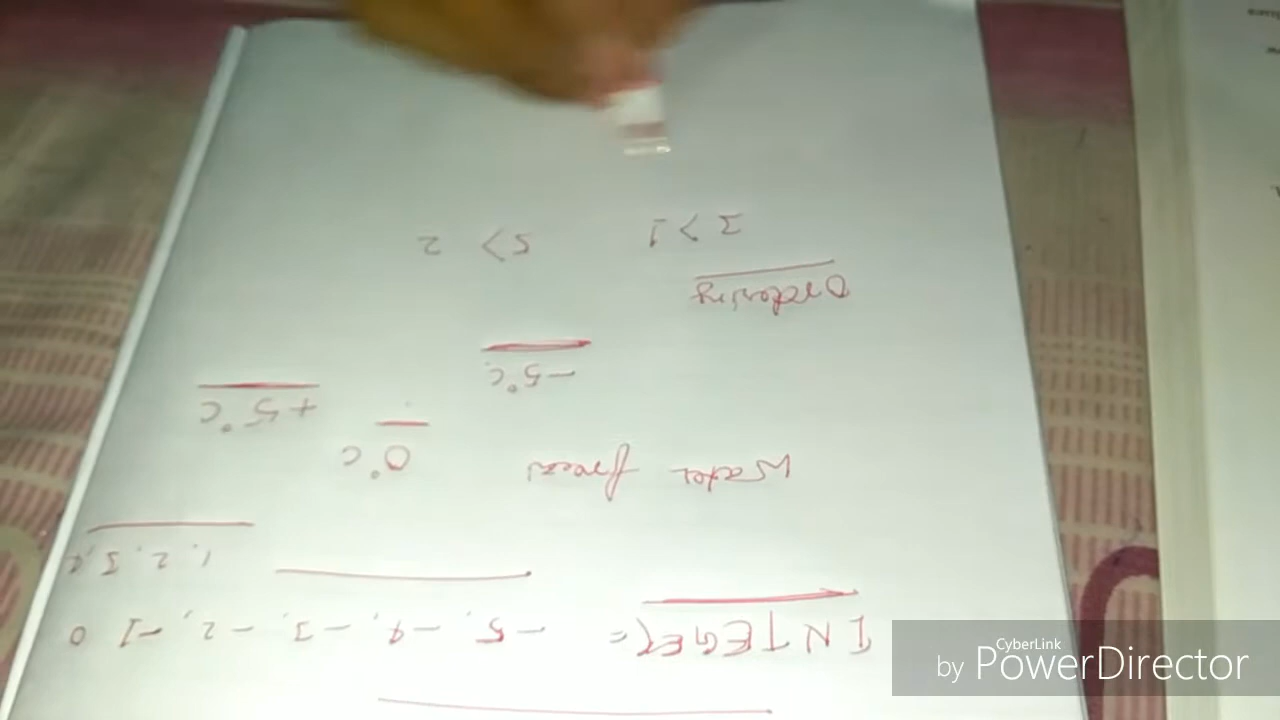 INTEGER = -5, -4, -3, -2, -1 0
1, 2, 3, 4
Water freezes 0°C
-5°C +5°C
Ordering
3 > 1 5 > 2
CyberLink
by PowerDirector